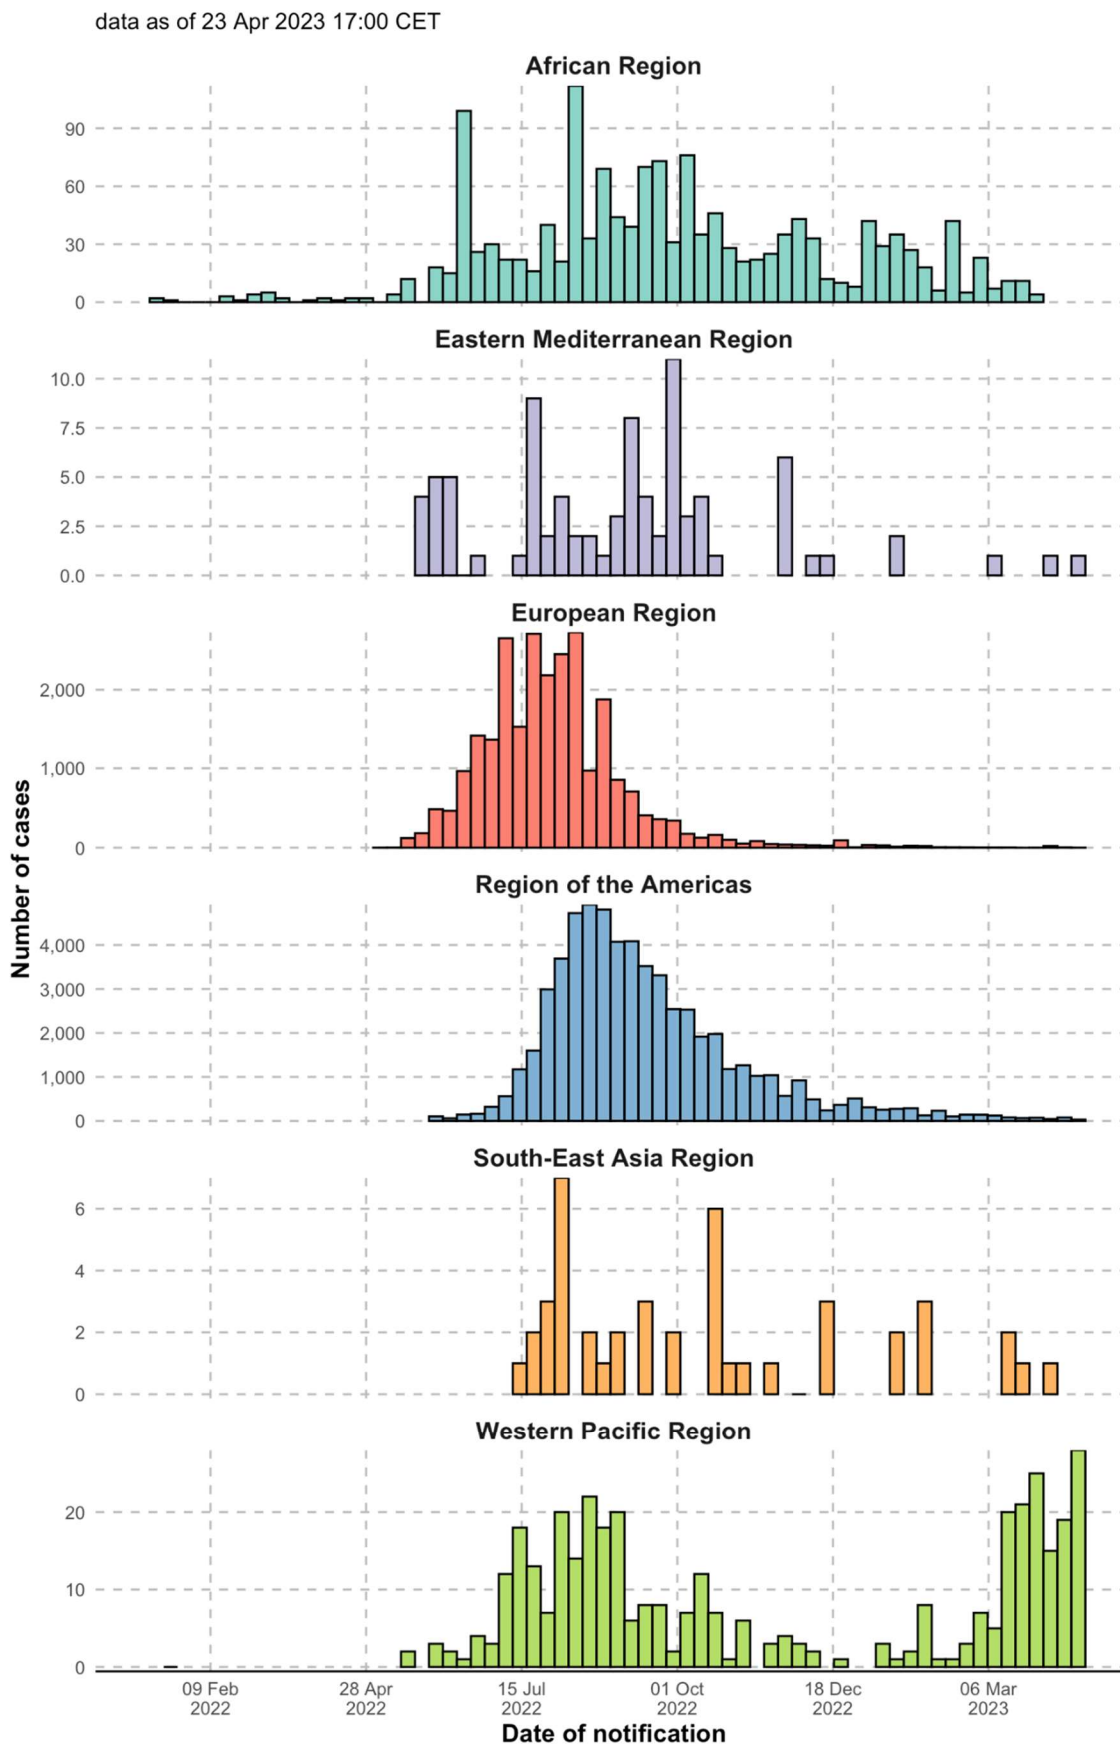 data as of 23 Apr 2023 17:00 CET
African Region
90
60
30
0
Eastern Mediterranean Region
10.0
7.5
5.0
2.5
0.0
European Region
2,000
1,000
0
Number of cases
Region of the Americas
4,000
3,000
2,000
1,000
0
South-East Asia Region
6
4
2
0
Western Pacific Region
20
10
0
09 Feb 28 Apr 15 Jul 01 Oct 18 Dec 06 Mar
2022 2022 2022 2022 2022 2023
Date of notification